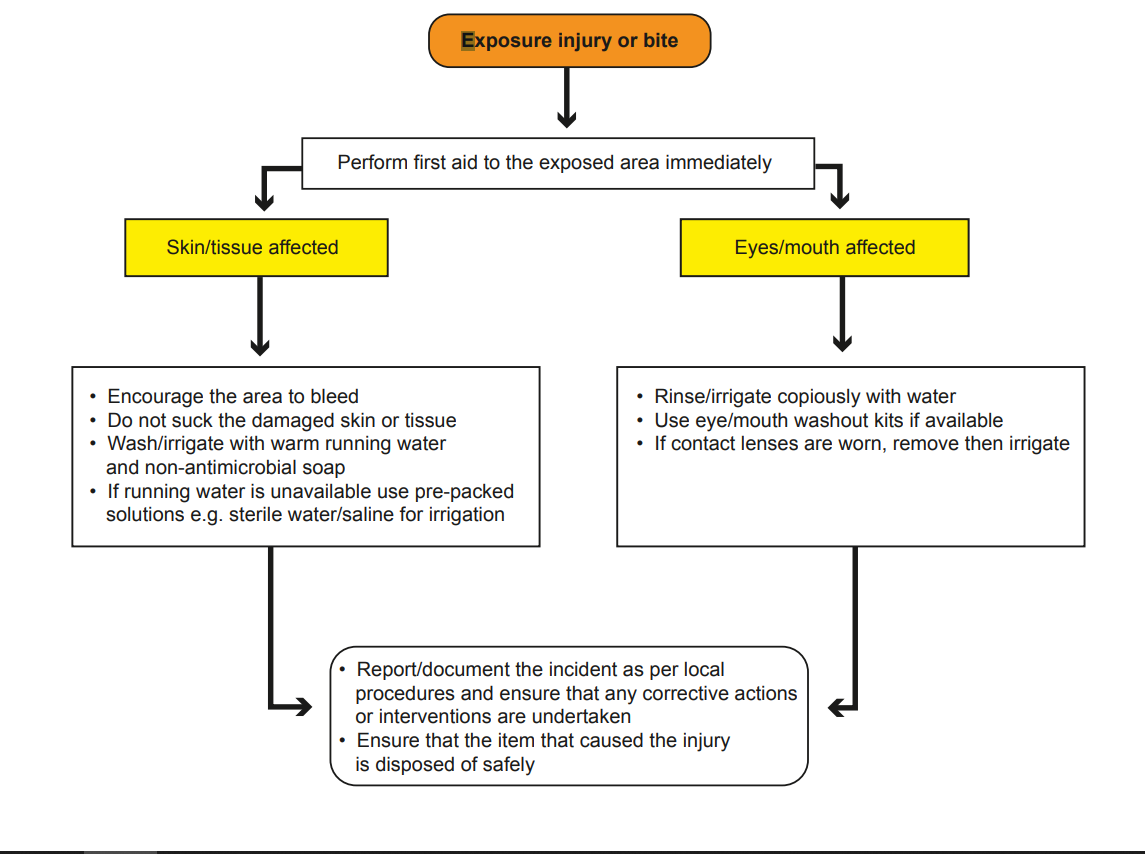 Exposure injury or bite
Perform first aid to the exposed area immediately
Skin/tissue affected
Eyes/mouth affected
• Encourage the area to bleed
• Do not suck the damaged skin or tissue
• Wash/irrigate with warm running water
and non-antimicrobial soap
• If running water is unavailable use pre-packed
solutions e.g. sterile water/saline for irrigation
• Rinse/irrigate copiously with water
• Use eye/mouth washout kits if available
• If contact lenses are worn, remove then irrigate
• Report/document the incident as per local
procedures and ensure that any corrective actions
or interventions are undertaken
• Ensure that the item that caused the injury
is disposed of safely